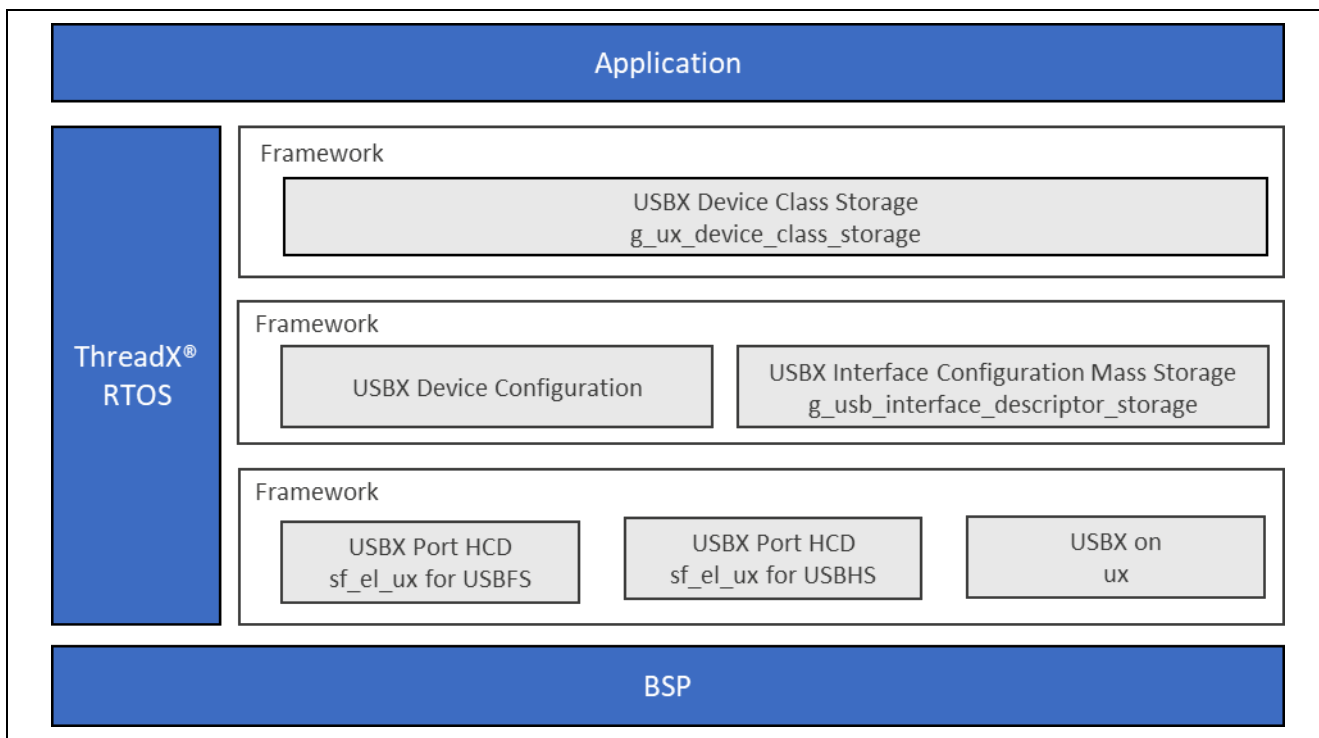 Application
ThreadX®
RTOS
Framework
USBX Device Class Storage
g_ux_device_class_storage
Framework
USBX Device Configuration
USBX Interface Configuration Mass Storage
g_usb_interface_descriptor_storage
Framework
USBX Port HCD
sf_el_ux for USBFS
USBX Port HCD
sf_el_ux for USBHS
USBX on
ux
BSP